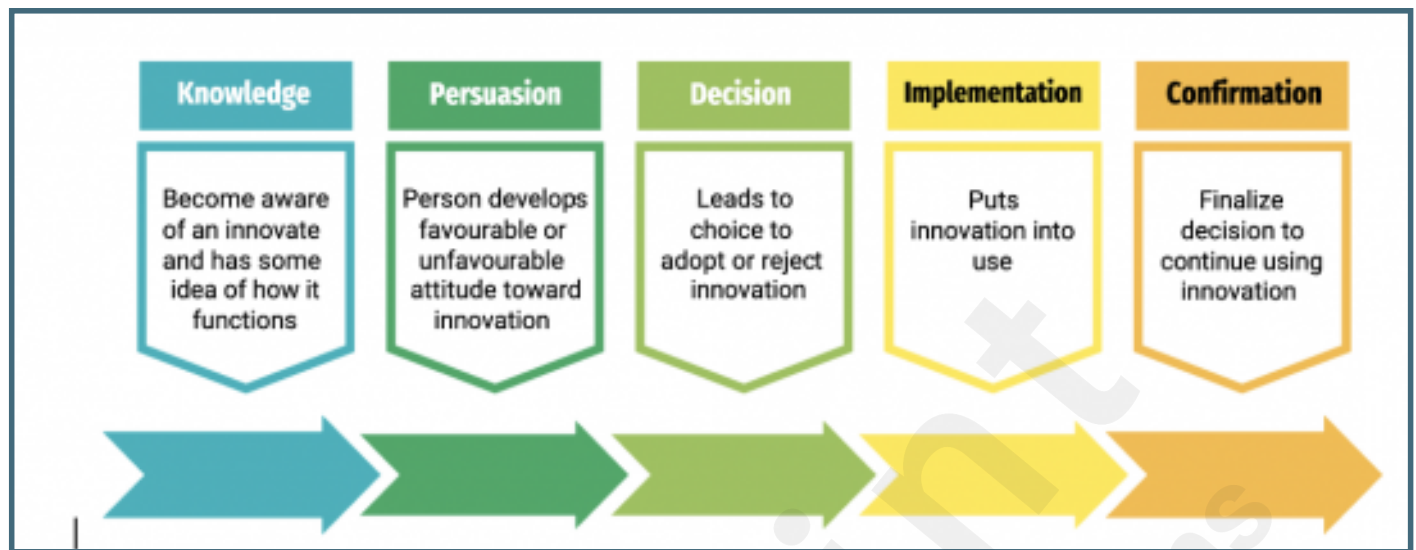 Knowledge
Persuasion
Decision
Implementation
Confirmation
Become aware
of an innovate
and has some
idea of how it
functions
Person develops
favourable or
unfavourable
attitude toward
innovation
Leads to
choice to
adopt or reject
innovation
Puts
innovation into
use
Finalize
decision to
continue using
innovation